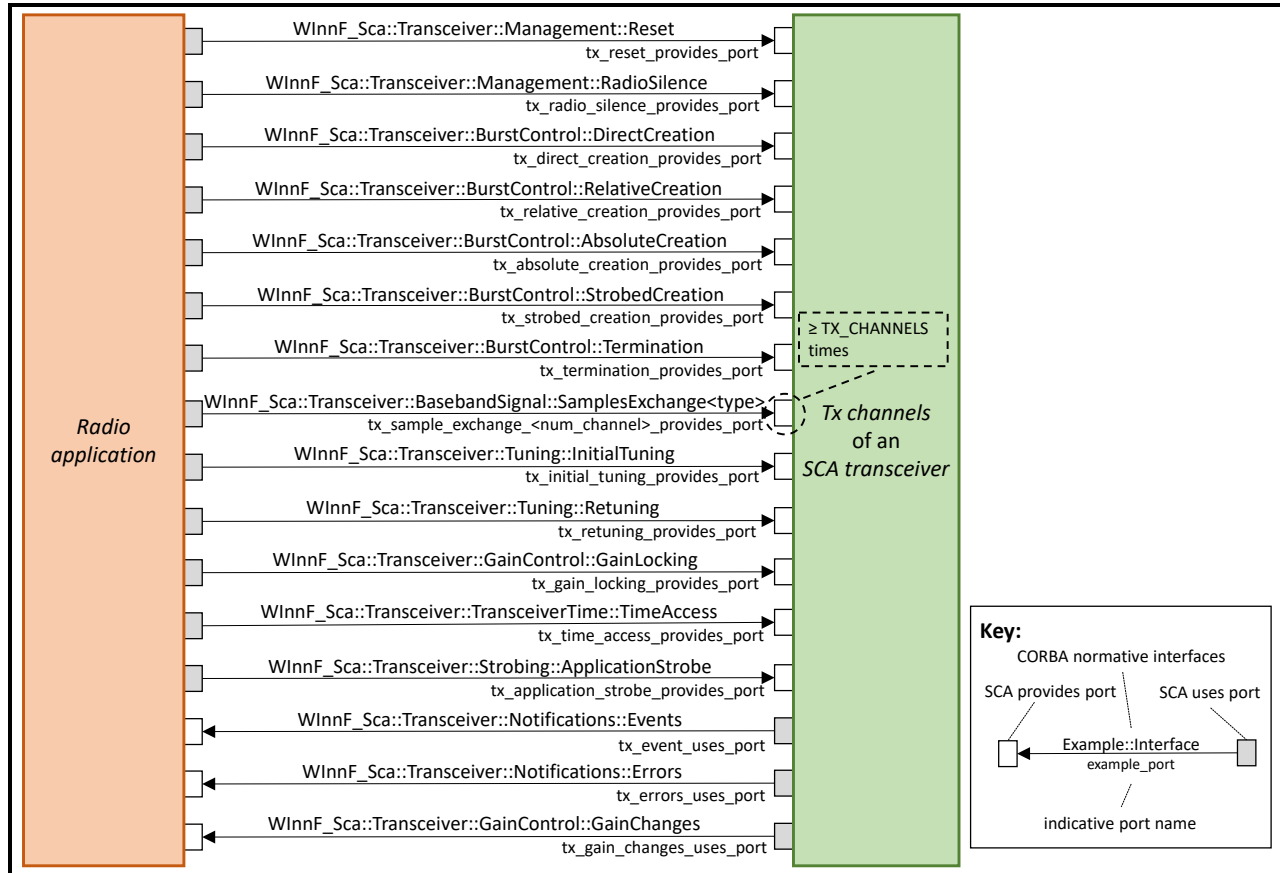 WInnF_Sca::Transceiver::Management::Reset
tx_reset_provides_port
WInnF_Sca::Transceiver::Management::RadioSilence
tx_radio_silence_provides_port
WInnF_Sca::Transceiver::BurstControl::DirectCreation
tx_direct_creation_provides_port
WInnF_Sca::Transceiver::BurstControl::RelativeCreation
tx_relative_creation_provides_port
WInnF_Sca::Transceiver::BurstControl::AbsoluteCreation
tx_absolute_creation_provides_port
WInnF_Sca::Transceiver::BurstControl::StrobedCreation
tx_strobed_creation_provides_port
≥ TX_CHANNELS
times
WInnF_Sca::Transceiver::BurstControl::Termination
tx_termination_provides_port
WInnF_Sca::Transceiver::BasebandSignal::SamplesExchange<type>
tx_sample_exchange_<num_channel>_provides_port
Radio
application
Tx channels
of an
SCA transceiver
WInnF_Sca::Transceiver::Tuning::InitialTuning
tx_initial_tuning_provides_port
WInnF_Sca::Transceiver::Tuning::Retuning
tx_retuning_provides_port
WInnF_Sca::Transceiver::GainControl::GainLocking
tx_gain_locking_provides_port
WInnF_Sca::Transceiver::TransceiverTime::TimeAccess
tx_time_access_provides_port
WInnF_Sca::Transceiver::Strobing::ApplicationStrobe
tx_application_strobe_provides_port
WInnF_Sca::Transceiver::Notifications::Events
tx_event_uses_port
WInnF_Sca::Transceiver::Notifications::Errors
tx_errors_uses_port
WInnF_Sca::Transceiver::GainControl::GainChanges
tx_gain_changes_uses_port
Key:
CORBA normative interfaces
SCA provides port
SCA uses port
Example::Interface
example_port
indicative port name